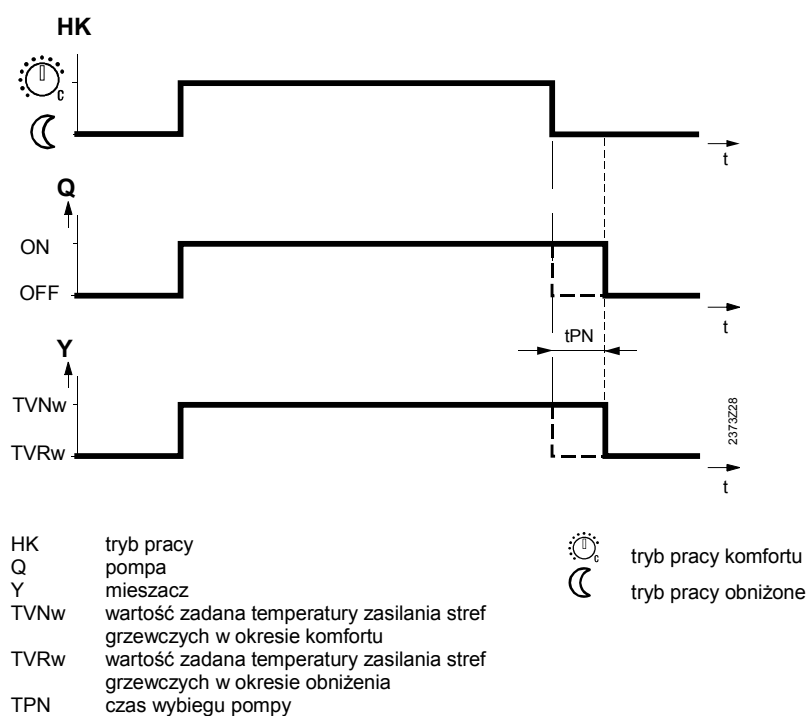 HK
C
t
Q
ON
OFF
t
tPN
Y
TVNw
TVRw
t
2373Z28
HK tryb pracy
Q pompa
Y mieszacz
TVNw wartość zadana temperatury zasilania stref
grzewczych w okresie komfortu
TVRw wartość zadana temperatury zasilania stref
grzewczych w okresie obniżenia
TPN czas wybiegu pompy
C tryb pracy komfortu
tryb pracy obniżone